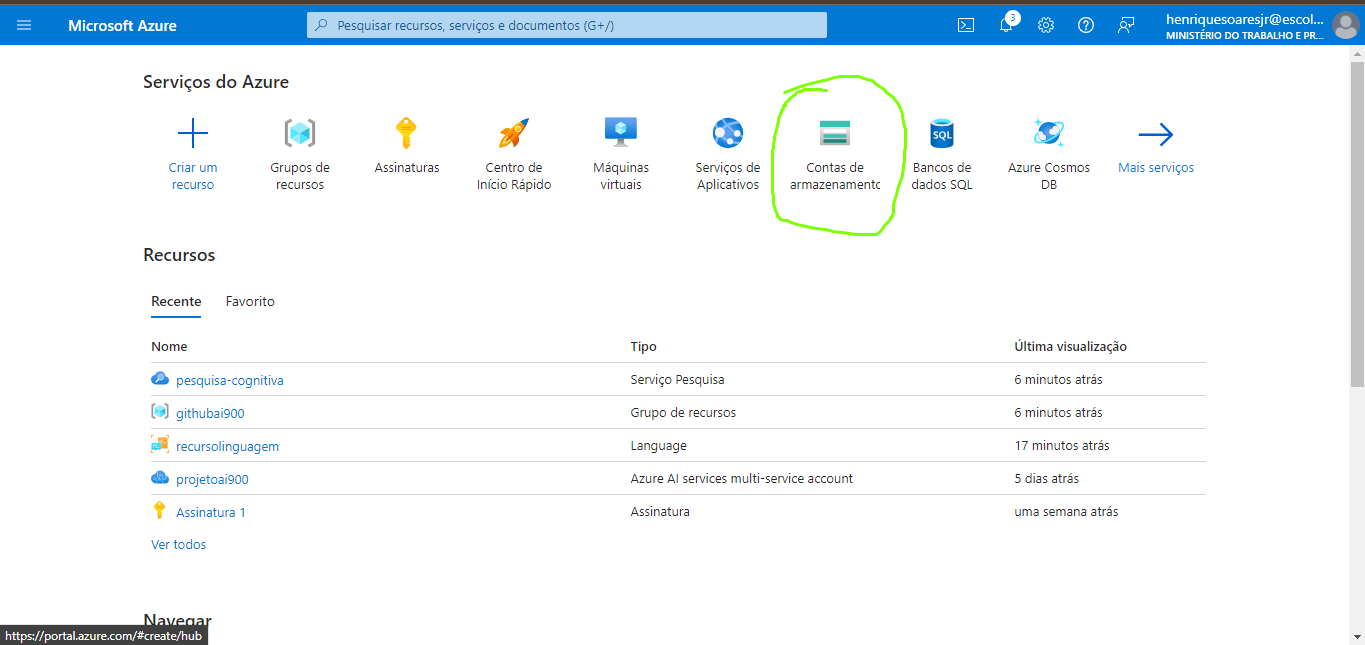 Microsoft Azure
Pesquisar recursos, serviços e documentos (G+/)
3
henriquesoaresjr@escol...
MINISTÉRIO DO TRABALHO E PR...
Serviços do Azure
Criar um
recurso
Grupos de
recursos
Assinaturas
Centro de
Início Rápido
Máquinas
virtuais
Serviços de
Aplicativos
Contas de
armazenamento
Bancos de
dados SQL
SQL
Azure Cosmos
DB
Mais serviços
Recursos
Recente Favorito
Nome Tipo Última visualização
pesquisa-cognitiva Serviço Pesquisa 6 minutos atrás
githubai900 Grupo de recursos 6 minutos atrás
recursolinguagem Language 17 minutos atrás
projetoai900 Azure AI services multi-service account 5 dias atrás
Assinatura 1 Assinatura uma semana atrás
Ver todos
Navegar
https://portal.azure.com/#create/hub